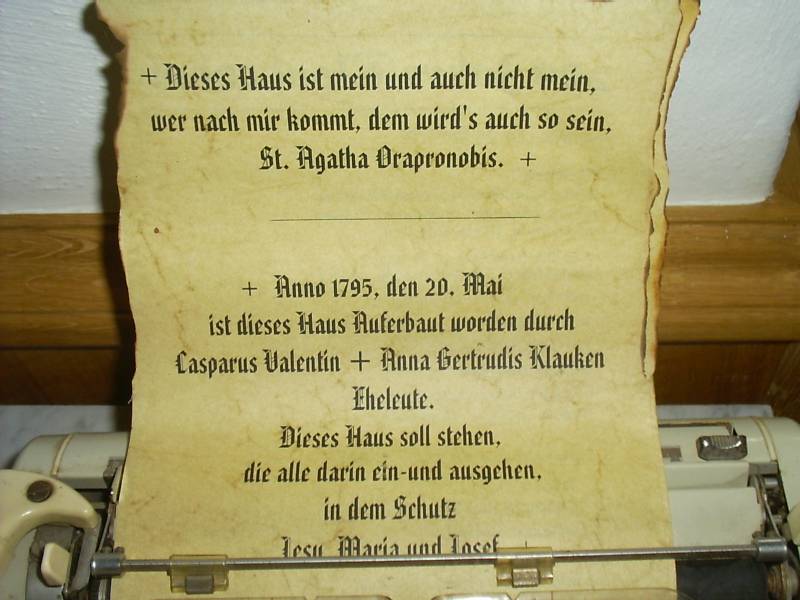 + Dieses Haus ist mein und auch nicht mein,
wer nach mir kommt, dem wird's auch so sein,
St. Agatha Orapronobis. +
+ Anno 1795, den 20. Mai
ist dieses Haus Auferbaut worden durch
Casparus Valentin + Anna Gertrudis Klauken
Eheleute.
Dieses Haus soll stehen,
die alle darin ein-und ausgehen,
in dem Schutz
Jesu, Maria und Josef +